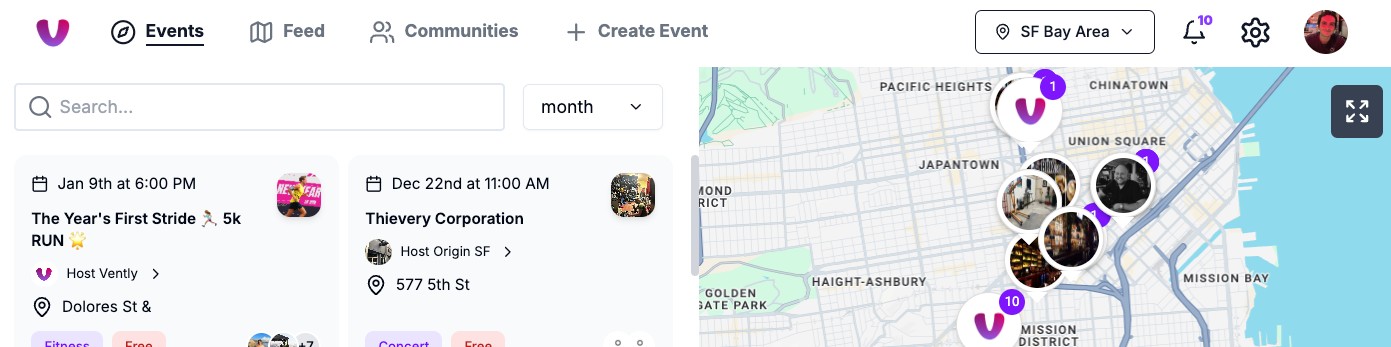 Events
Feed
Communities
Create Event
SF Bay Area
10
Search...
month
Jan 9th at 6:00 PM
The Year's First Stride 🏃🏻‍♀️ 5k
RUN 🌟
Host Vently
Dolores St &
Fitness
Free
+7
Dec 22nd at 11:00 AM
Thievery Corporation
Host Origin SF
577 5th St
Concert
Free
PACIFIC HEIGHTS
1
CHINATOWN
UNION SQUARE
JAPANTOWN
MOND
RICT
HAIGHT-ASHBURY
MISSION BAY
GOLDEN
GATE PARK
10
MISSION
DISTRICT